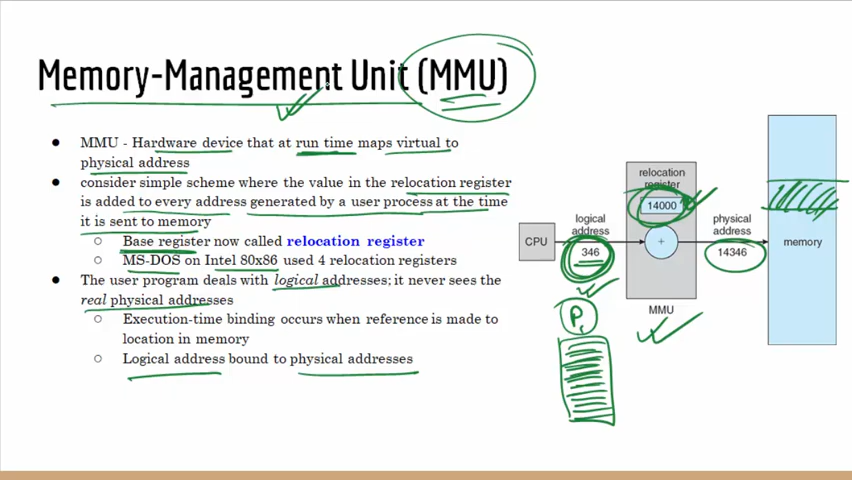 Memory-Management Unit (MMU)
● MMU - Hardware device that at run time maps virtual to
physical address
● consider simple scheme where the value in the relocation register
is added to every address generated by a user process at the time
it is sent to memory
○ Base register now called relocation register
○ MS-DOS on Intel 80x86 used 4 relocation registers
● The user program deals with logical addresses; it never sees the
real physical addresses
○ Execution-time binding occurs when reference is made to
location in memory
○ Logical address bound to physical addresses
relocation
register
14000
logical
address
physical
address
CPU
346
+
14346
memory
MMU
P1